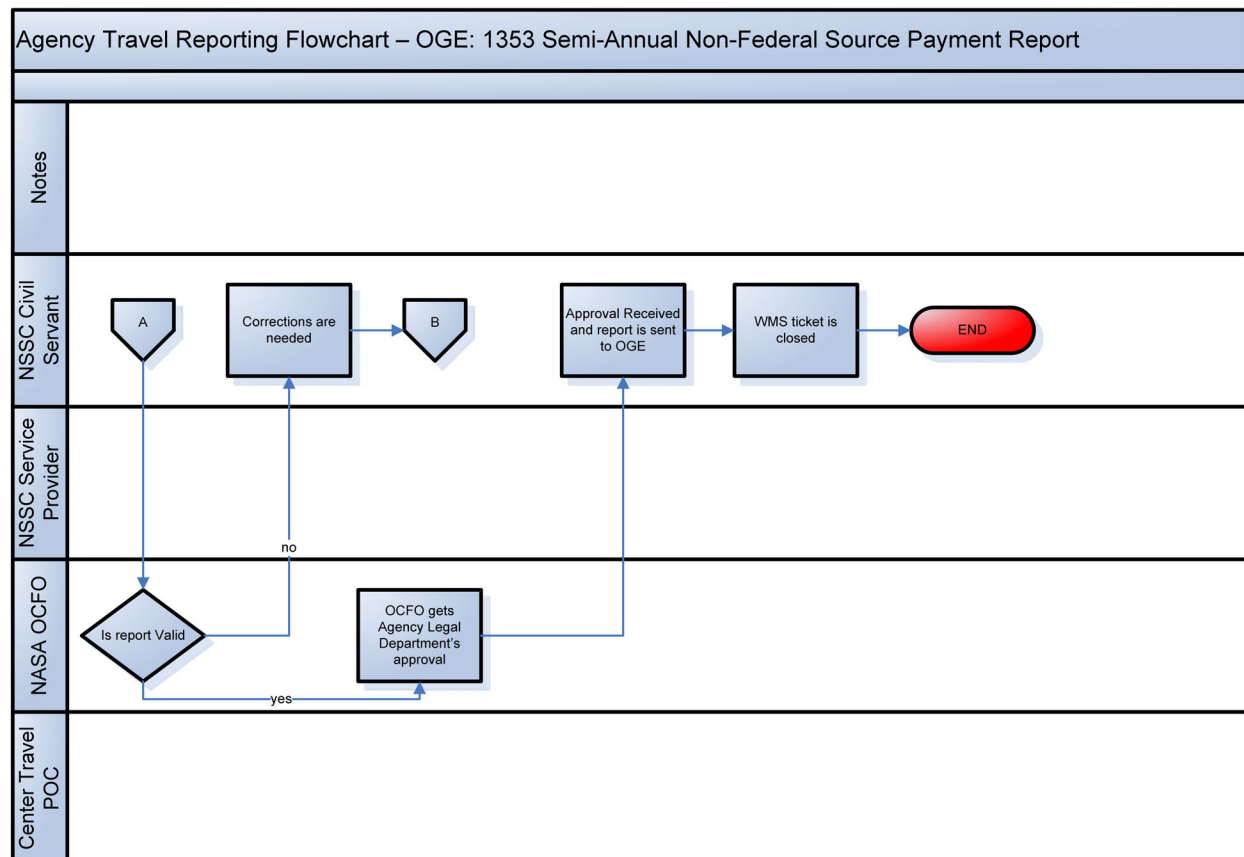 Agency Travel Reporting Flowchart – OGE: 1353 Semi-Annual Non-Federal Source Payment Report
Notes
NSSC Civil
Servant
A
Corrections are
needed
B
Approval Received
and report is sent
to OGE
WMS ticket is
closed
END
NSSC Service
Provider
no
NASA OCFO
Is report Valid
OCFO gets
Agency Legal
Department's
approval
yes
Center Travel
POC